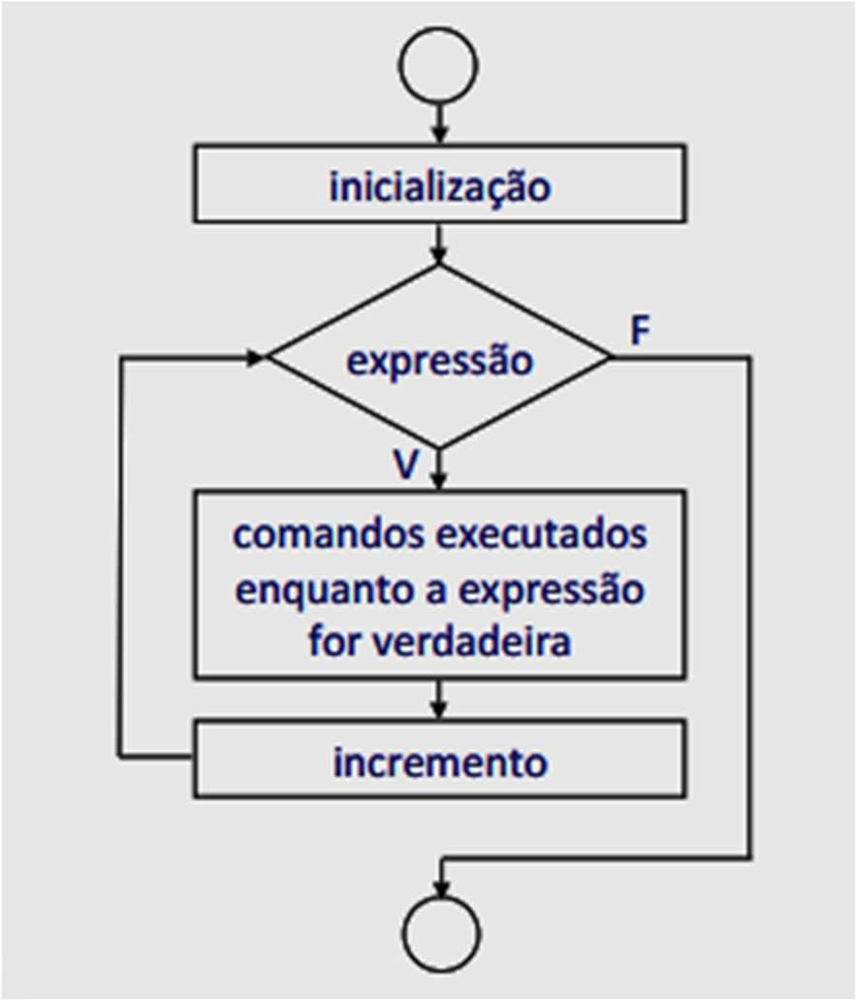 inicialização
F
expressão
V
comandos executados
enquanto a expressão
for verdadeira
incremento